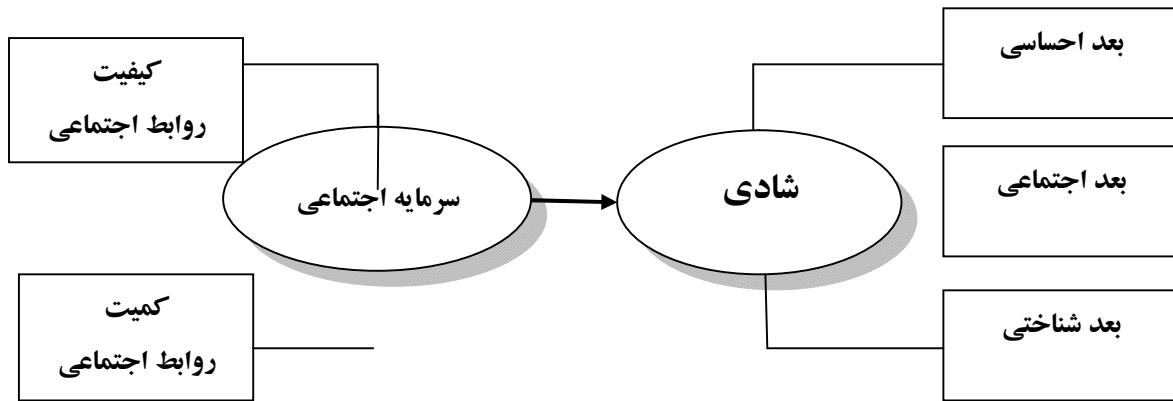 بعد احساسی
کیفیت
روابط اجتماعی
شادی
سرمایه اجتماعی
بعد اجتماعی
کمیت
روابط اجتماعی
بعد شناختی